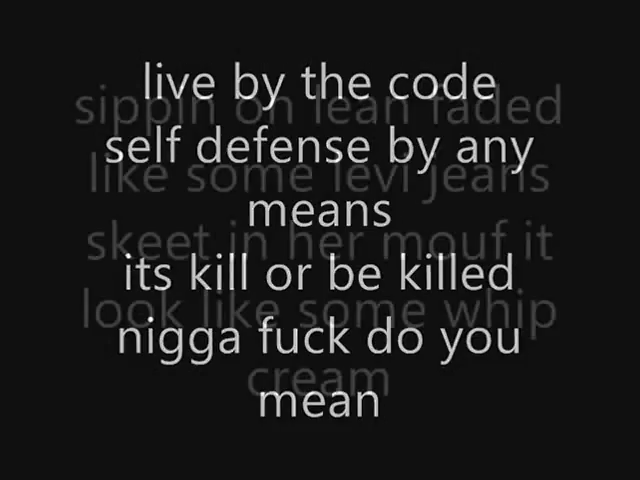 live by the code
self defense by any
means
its kill or be killed
nigga fuck do you
mean
sippin on lean faded
like some levi jeans
skeet in her mouf it
look like some whip
cream